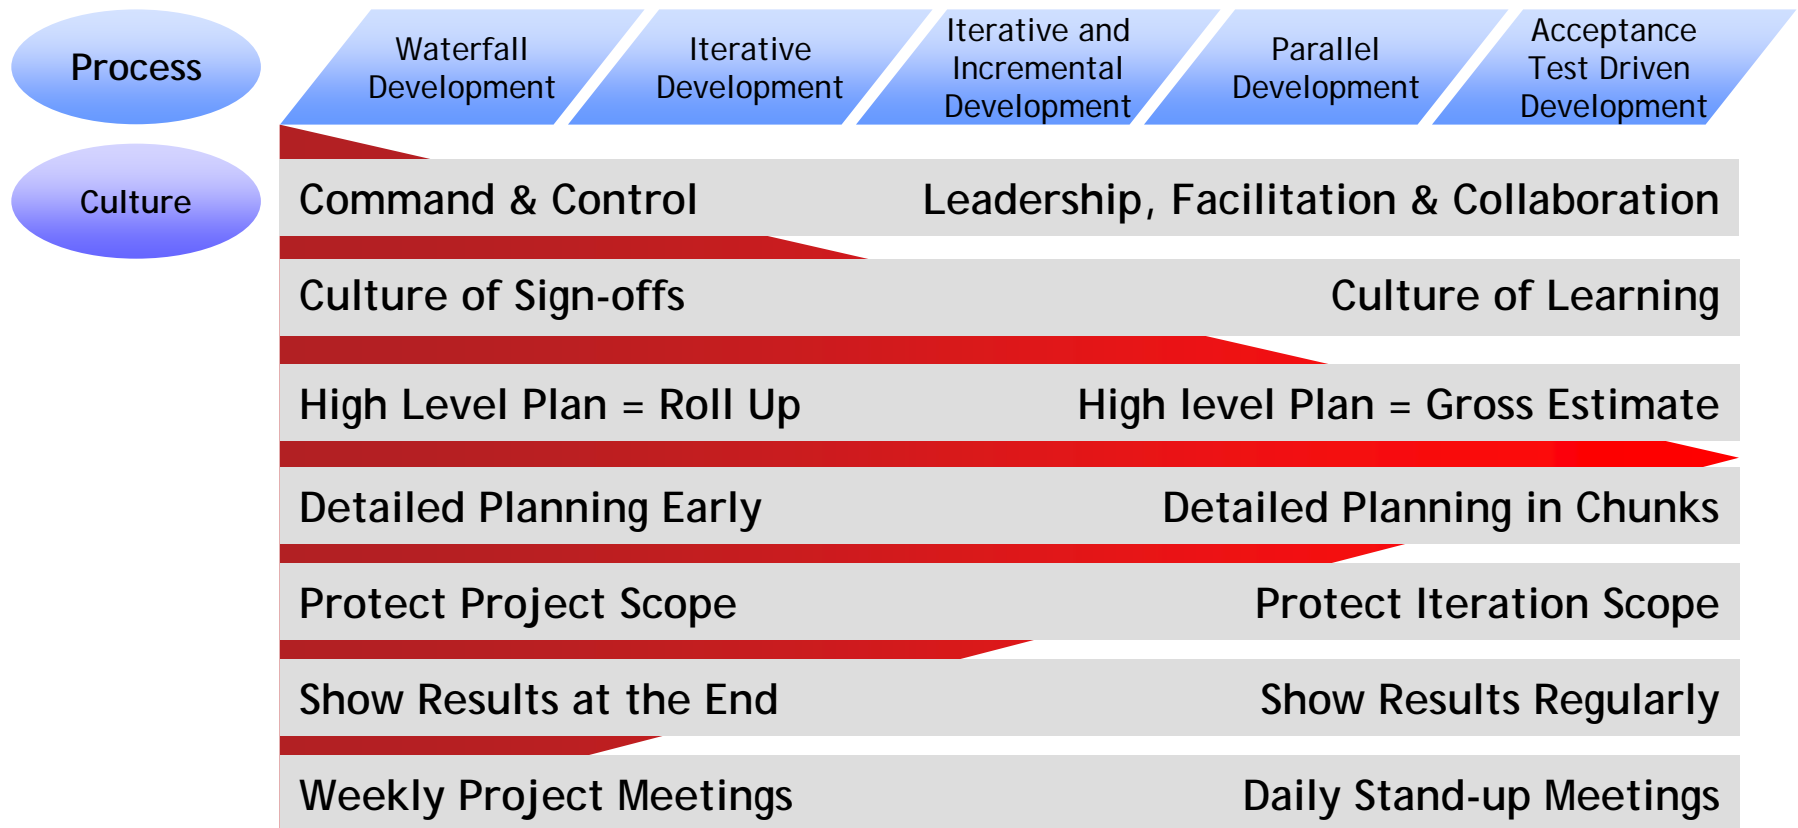 Process
Waterfall
Development
Iterative
Development
Iterative and
Incremental
Development
Parallel
Development
Acceptance
Test Driven
Development
Culture
Command & Control
Leadership, Facilitation & Collaboration
Culture of Sign-offs
Culture of Learning
High Level Plan = Roll Up
High level Plan = Gross Estimate
Detailed Planning Early
Detailed Planning in Chunks
Protect Project Scope
Protect Iteration Scope
Show Results at the End
Show Results Regularly
Weekly Project Meetings
Daily Stand-up Meetings